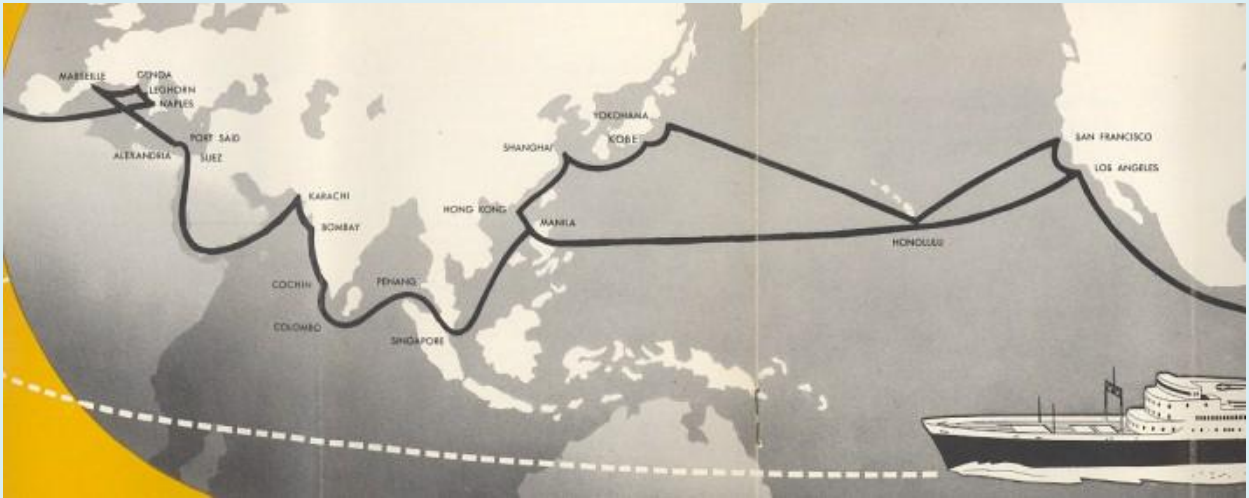 MARSEILLE
GENOA
LEGHORN
NAPLES
PORT SAID
ALEXANDRIA
SUEZ
KARACHI
BOMBAY
COCHIN
COLOMBO
PENANG
SINGAPORE
HONG KONG
MANILA
SHANGHAI
KOBE
YOKOHAMA
HONOLULU
SAN FRANCISCO
LOS ANGELES